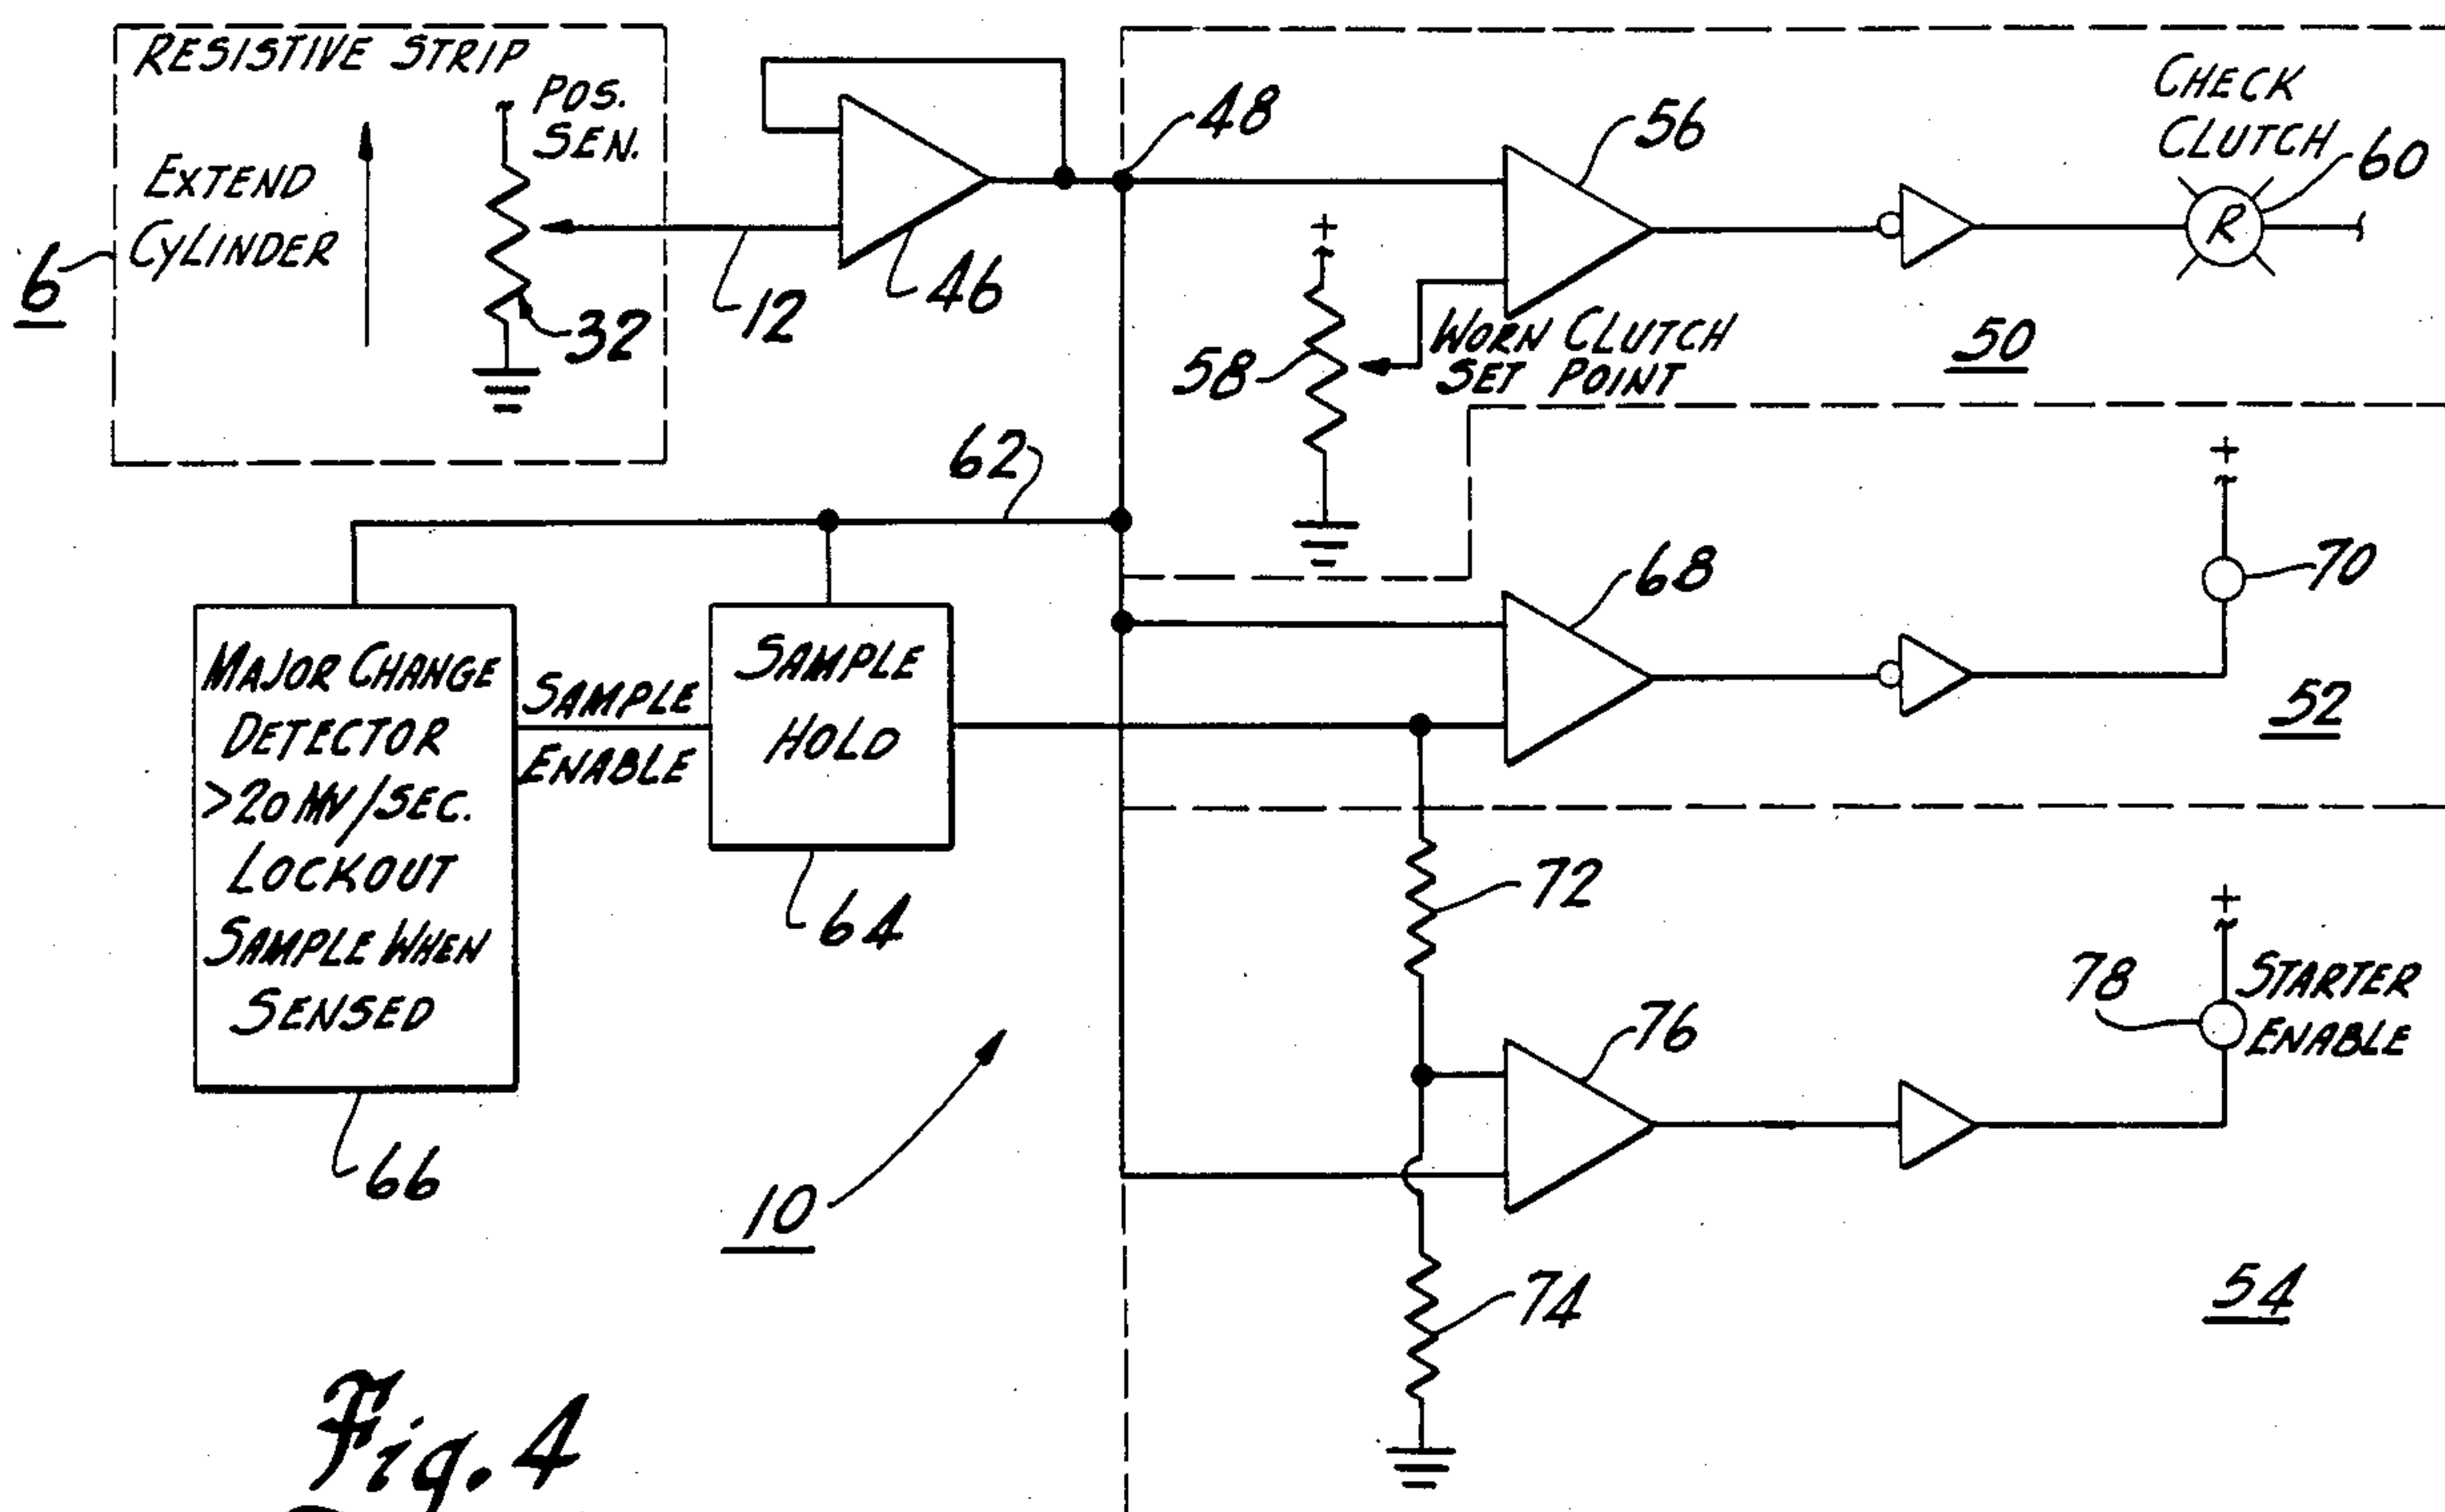 RESISTIVE STRIP
POS.
SEN.
EXTEND
CYLINDER
6
32
12
46
48
56
CHECK
CLUTCH
60
R
+
58
WORN CLUTCH
SET POINT
50
62
MAJOR CHANGE
DETECTOR
>20 MV/SEC.
LOCKOUT
SAMPLE WHEN
SENSED
66
SAMPLE
ENABLE
SAMPLE
HOLD
64
68
+
70
52
72
76
+
78
STARTER
ENABLE
10
74
54
Fig. 4